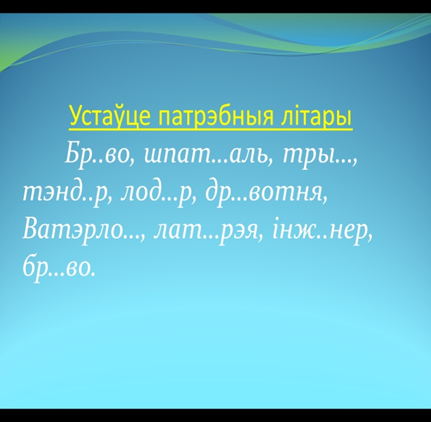 Устаўце патрэбныя літары
Бр..во, шпат...аль, тры...,
тэнд..р, лод...р, др...вотня,
Ватэрло..., лат...рэя, інж..нер,
бр...во.